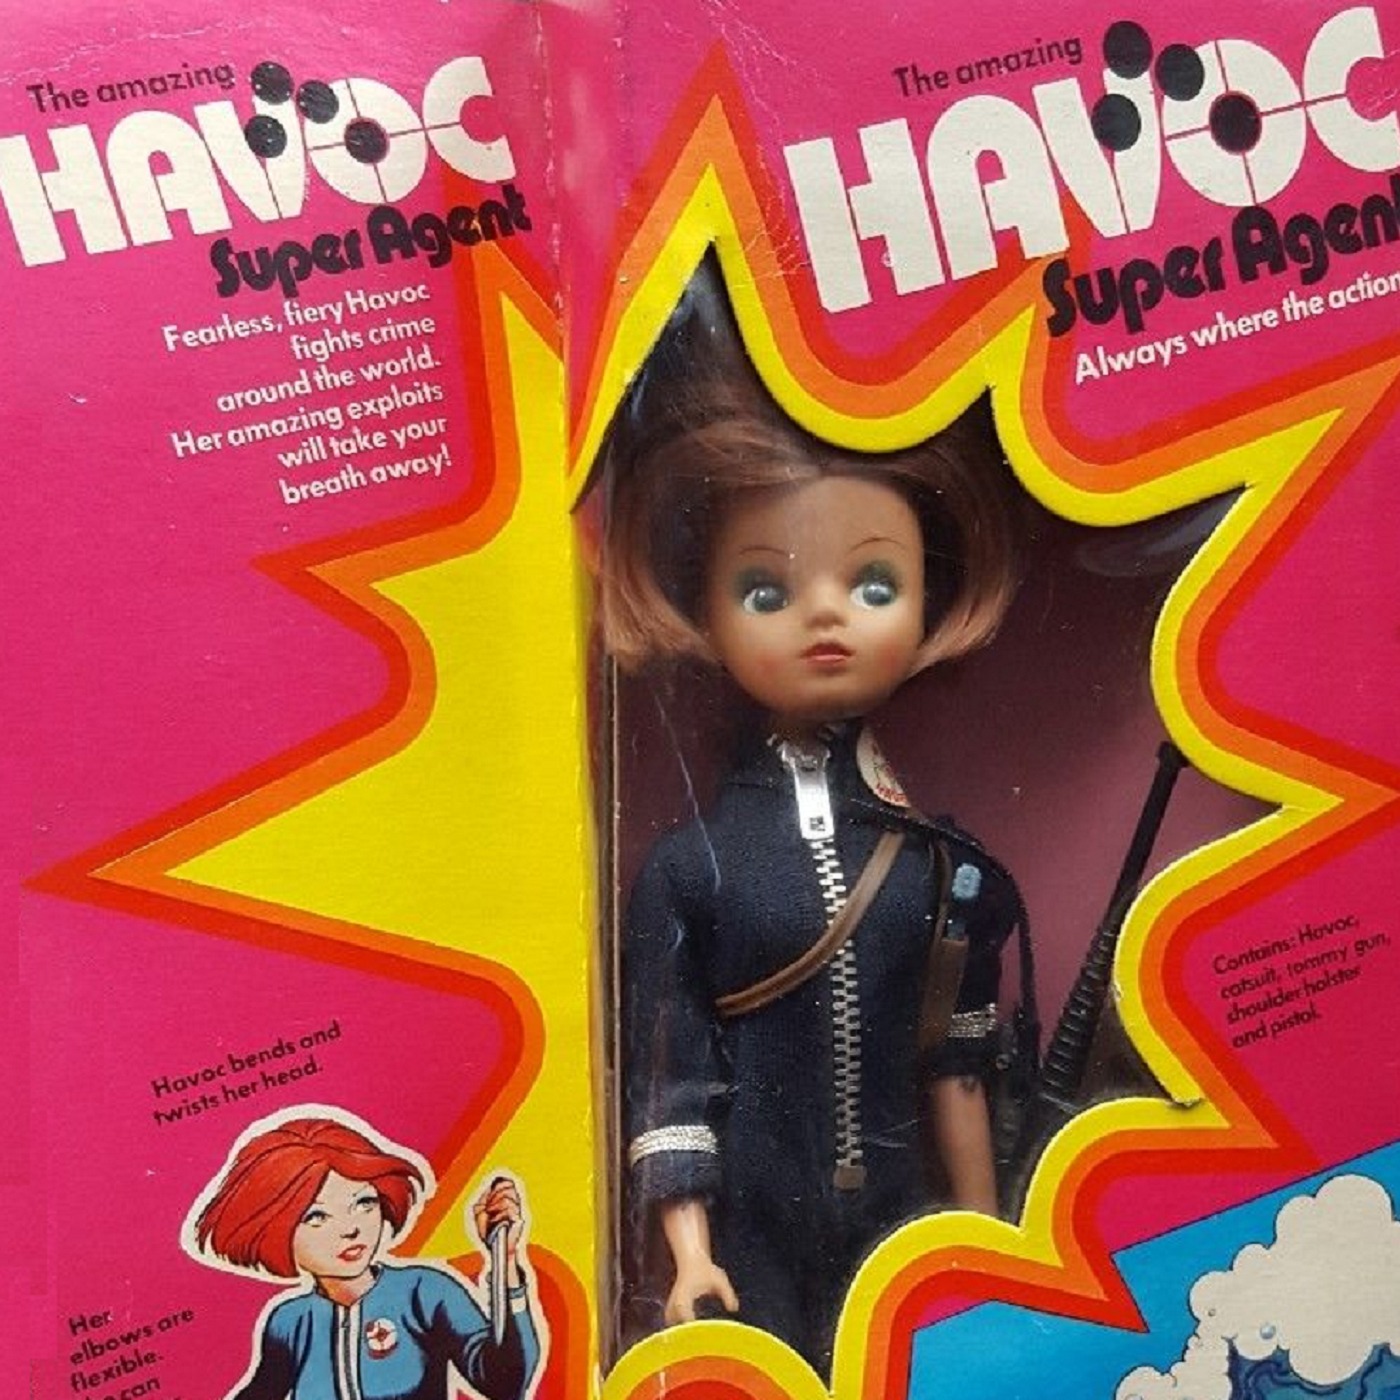 The amazing
HAVOC
Super Agent
Fearless, fiery Havoc
fights crime
around the world.
Her amazing exploits
will take your
breath away!
Havoc bends and
twists her head.
Her
elbows are
flexible.
can
The amazing
HAVOC
Super Agent
Always where the action
Contains: Havoc,
catsuit, tommy gun,
shoulder holster
and pistol.